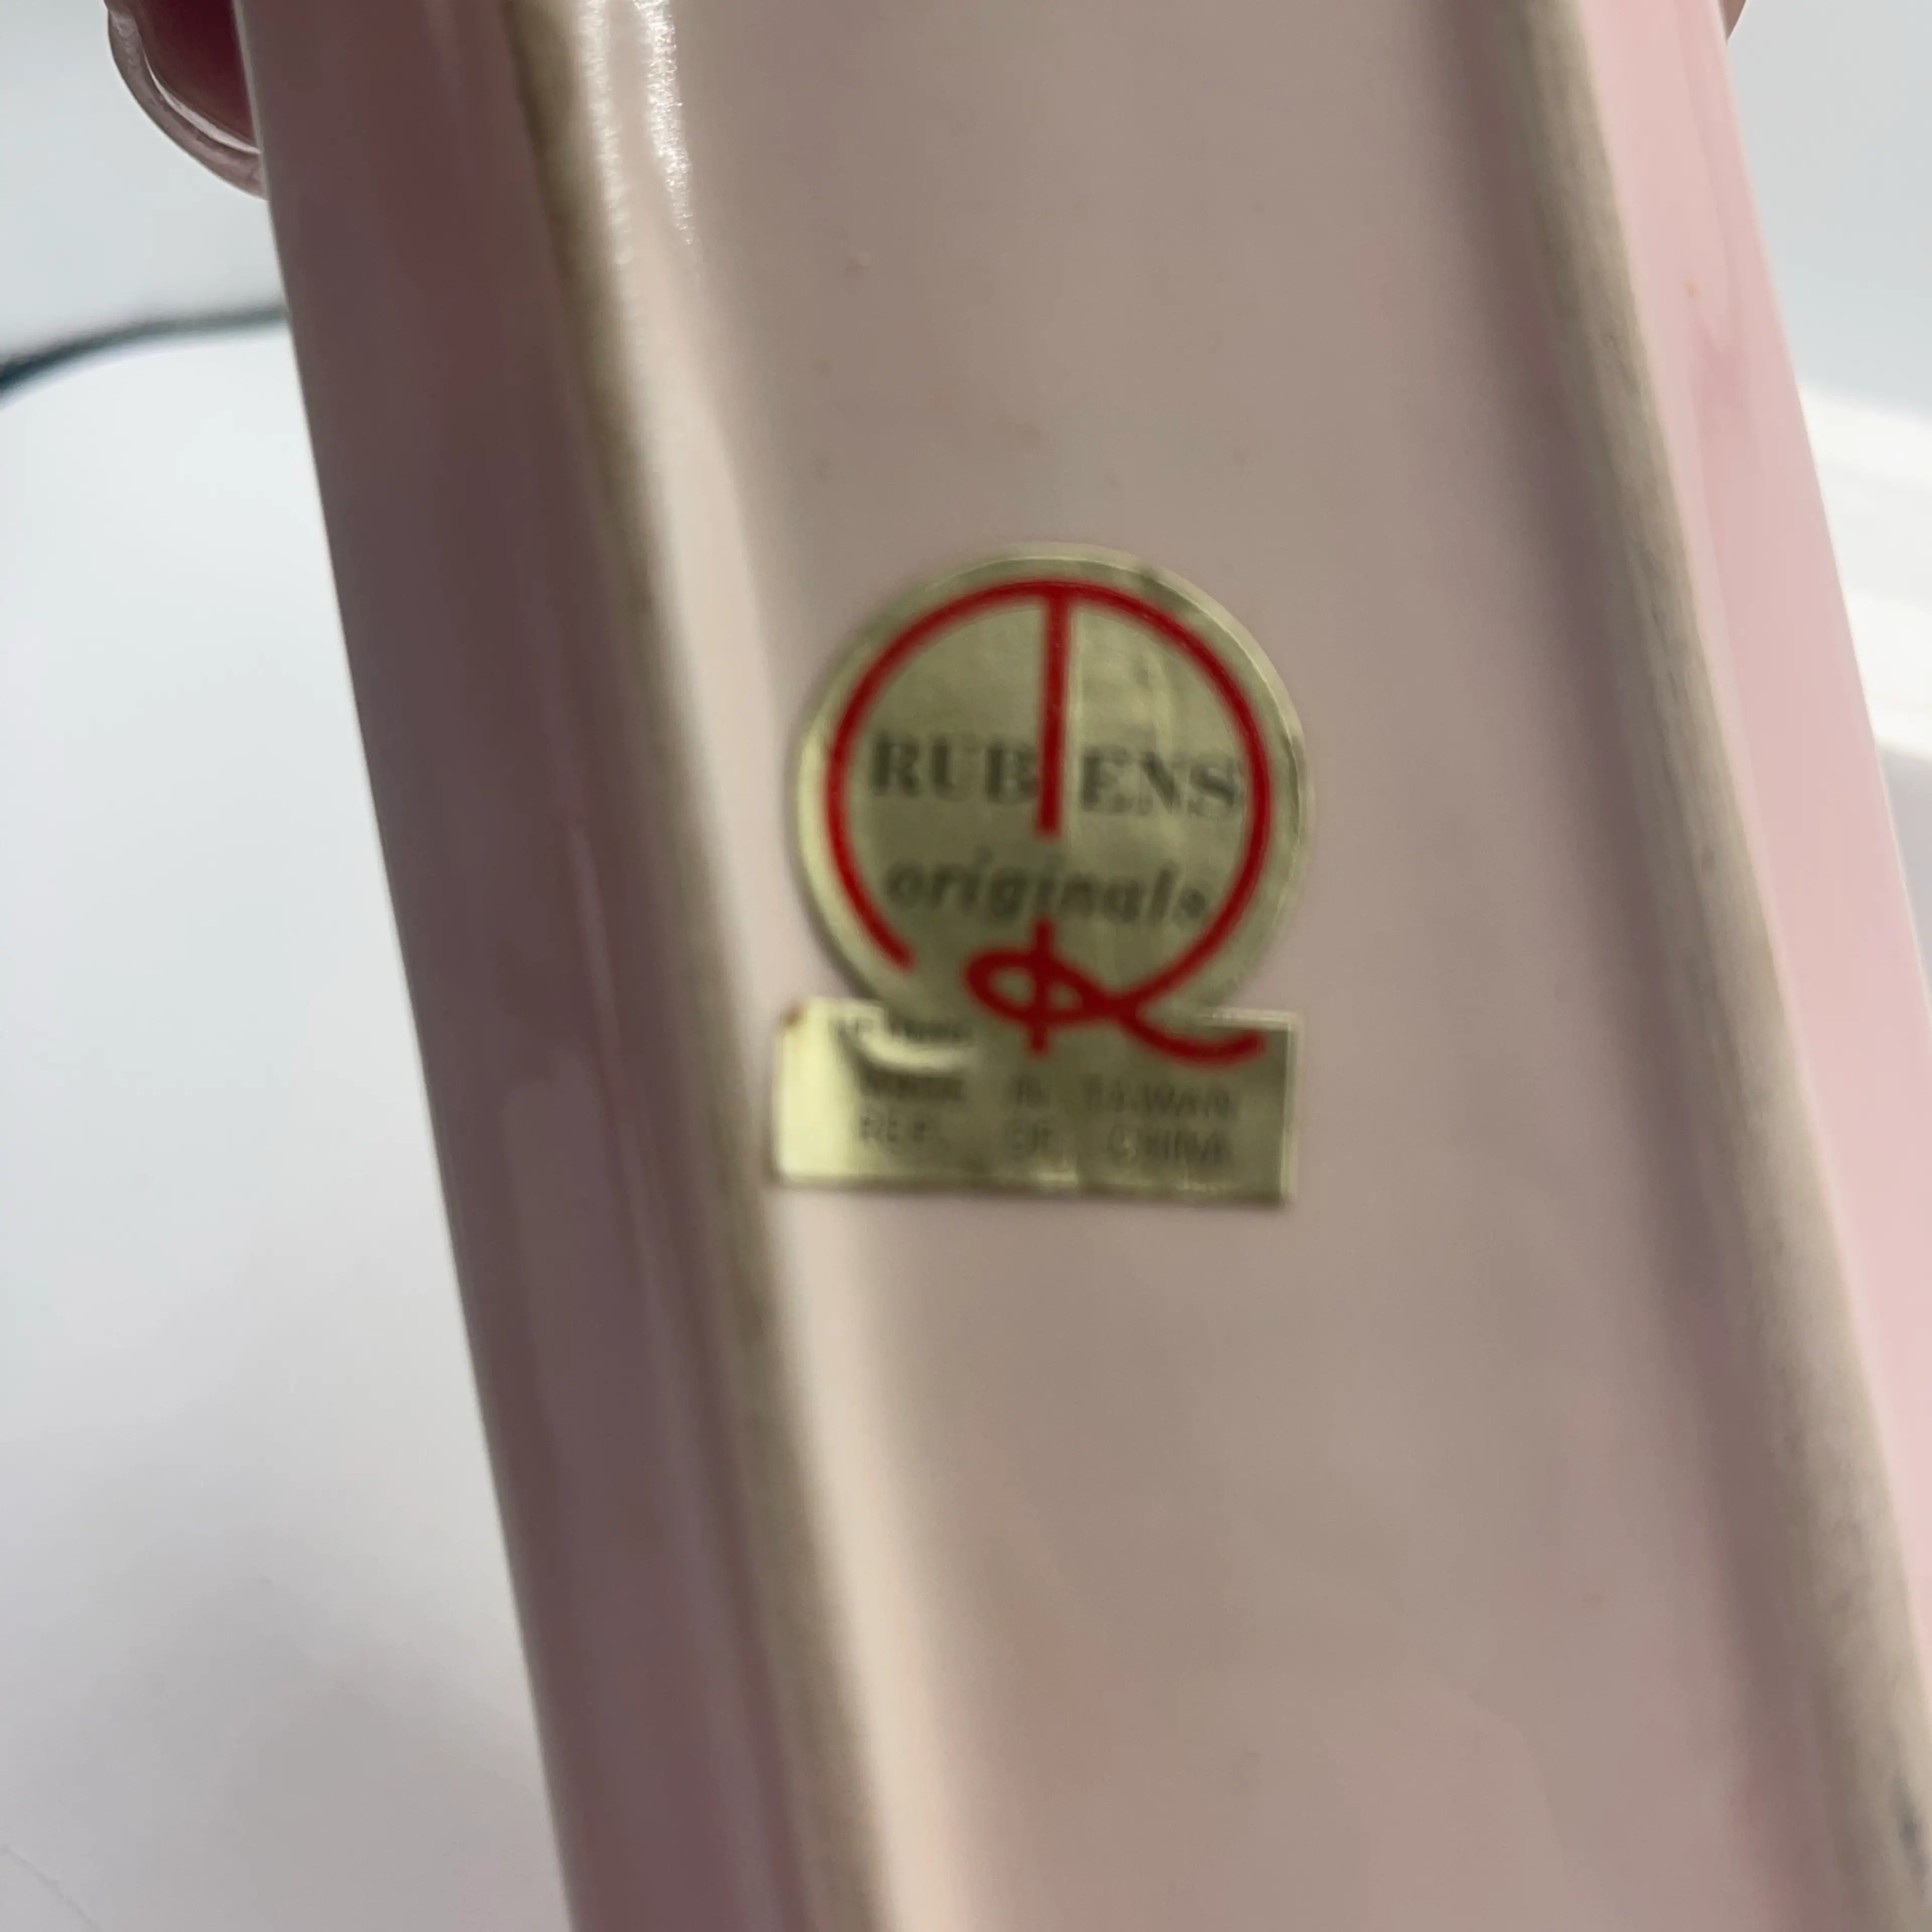 RUBENS
originals
MADE IN TAIWAN
REP. OF CHINA